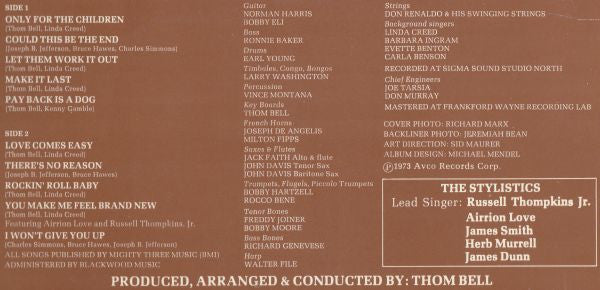 SIDE 1
ONLY FOR THE CHILDREN
(Thom Bell, Linda Creed)
COULD THIS BE THE END
(Joseph B. Jefferson, Bruce Hawes, Charles Simmons)
LET THEM WORK IT OUT
(Thom Bell, Linda Creed)
MAKE IT LAST
(Thom Bell, Linda Creed)
PAY BACK IS A DOG
(Thom Bell, Kenny Gamble)
SIDE 2
LOVE COMES EASY
(Thom Bell, Linda Creed)
THERE'S NO REASON
(Joseph B. Jefferson, Bruce Hawes)
ROCKIN' ROLL BABY
(Thom Bell, Linda Creed)
YOU MAKE ME FEEL BRAND NEW
(Thom Bell, Linda Creed)
Featuring Airrion Love and Russell Thompkins, Jr.
I WON'T GIVE YOU UP
(Charles Simmons, Bruce Hawes, Joseph B. Jefferson)
ALL SONGS PUBLISHED BY MIGHTY THREE MUSIC (BMI)
ADMINISTERED BY BLACKWOOD MUSIC
Guitar
NORMAN HARRIS
BOBBY ELI
Bass
RONNIE BAKER
Drums
EARL YOUNG
Timbales, Congo, Bongos
LARRY WASHINGTON
Percussion
VINCE MONTANA
Key Boards
THOM BELL
French Horns
JOSEPH DE ANGELIS
MILTON FIPPS
Saxes & Flutes
JACK FAITH Alto & flute
JOHN DAVIS Tenor Sax
JOHN DAVIS Baritone Sax
Trumpets, Flugels, Piccolo Trumpets
BOBBY HARTZELL
ROCCO BENE
Tenor Bones
FREDDY JOINER
BOBBY MOORE
Bass Bones
RICHARD GENEVESE
Harp
WALTER FILE
Strings
DON RENALDO & HIS SWINGING STRINGS
Background singers
LINDA CREED
BARBARA INGRAM
EVETTE BENTON
CARLA BENSON
RECORDED AT SIGMA SOUND STUDIO NORTH
Chief Engineers
JOE TARSIA
DON MURRAY
MASTERED AT FRANKFORD WAYNE RECORDING LAB
COVER PHOTO: RICHARD MARX
BACKLINER PHOTO: JEREMIAH BEAN
ART DIRECTION: SID MAURER
ALBUM DESIGN: MICHAEL MENDEL
℗1973 Avco Records Corp.
THE STYLISTICS
Lead Singer: Russell Thompkins Jr.
Airrion Love
James Smith
Herb Murrell
James Dunn
PRODUCED, ARRANGED & CONDUCTED BY: THOM BELL